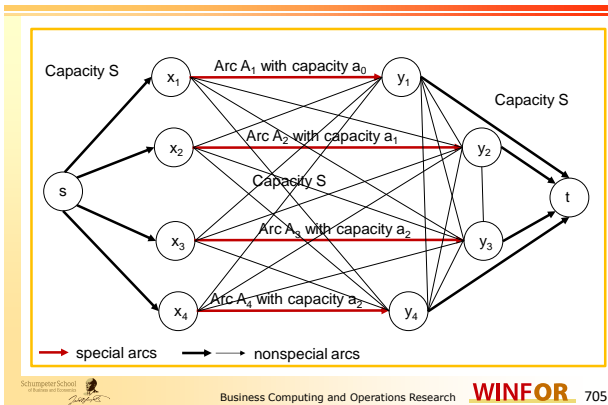 Capacity S
x1
Arc A1 with capacity a0
y1
Capacity S
x2
Arc A2 with capacity a1
y2
s
Capacity S
t
x3
Arc A3 with capacity a2
y3
x4
Arc A4 with capacity a2
y4
special arcs
nonspecial arcs
Schumpeter School
of Business and Economics
Business Computing and Operations Research WINFOR 705